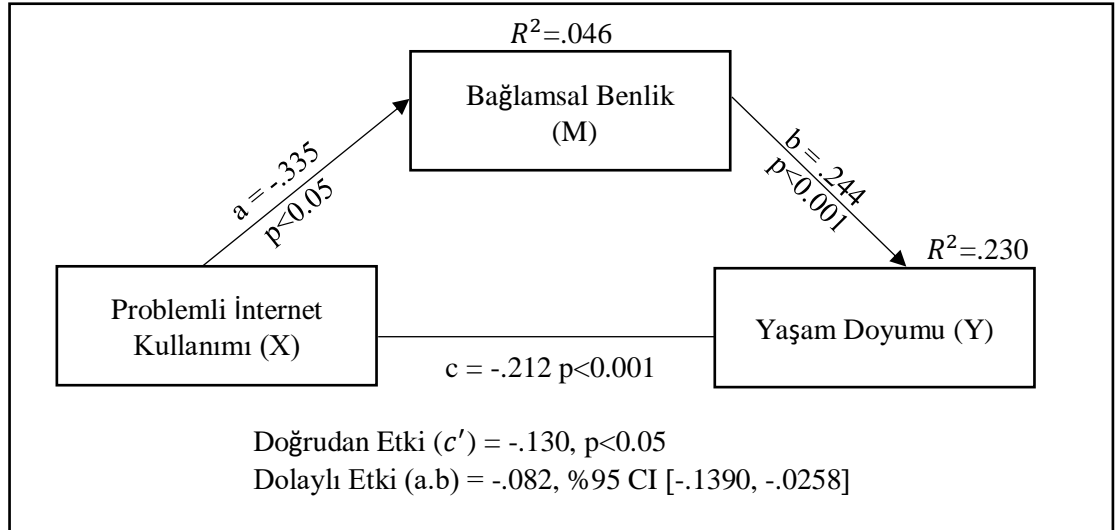 R²=.046
Bağlamsal Benlik
(M)
a = -.335
p<0.05
b = .244
p<0.001
R²=.230
Problemli İnternet
Kullanımı (X)
Yaşam Doyumu (Y)
c = -.212 p<0.001
Doğrudan Etki (c′) = -.130, p<0.05
Dolaylı Etki (a.b) = -.082, %95 CI [-.1390, -.0258]